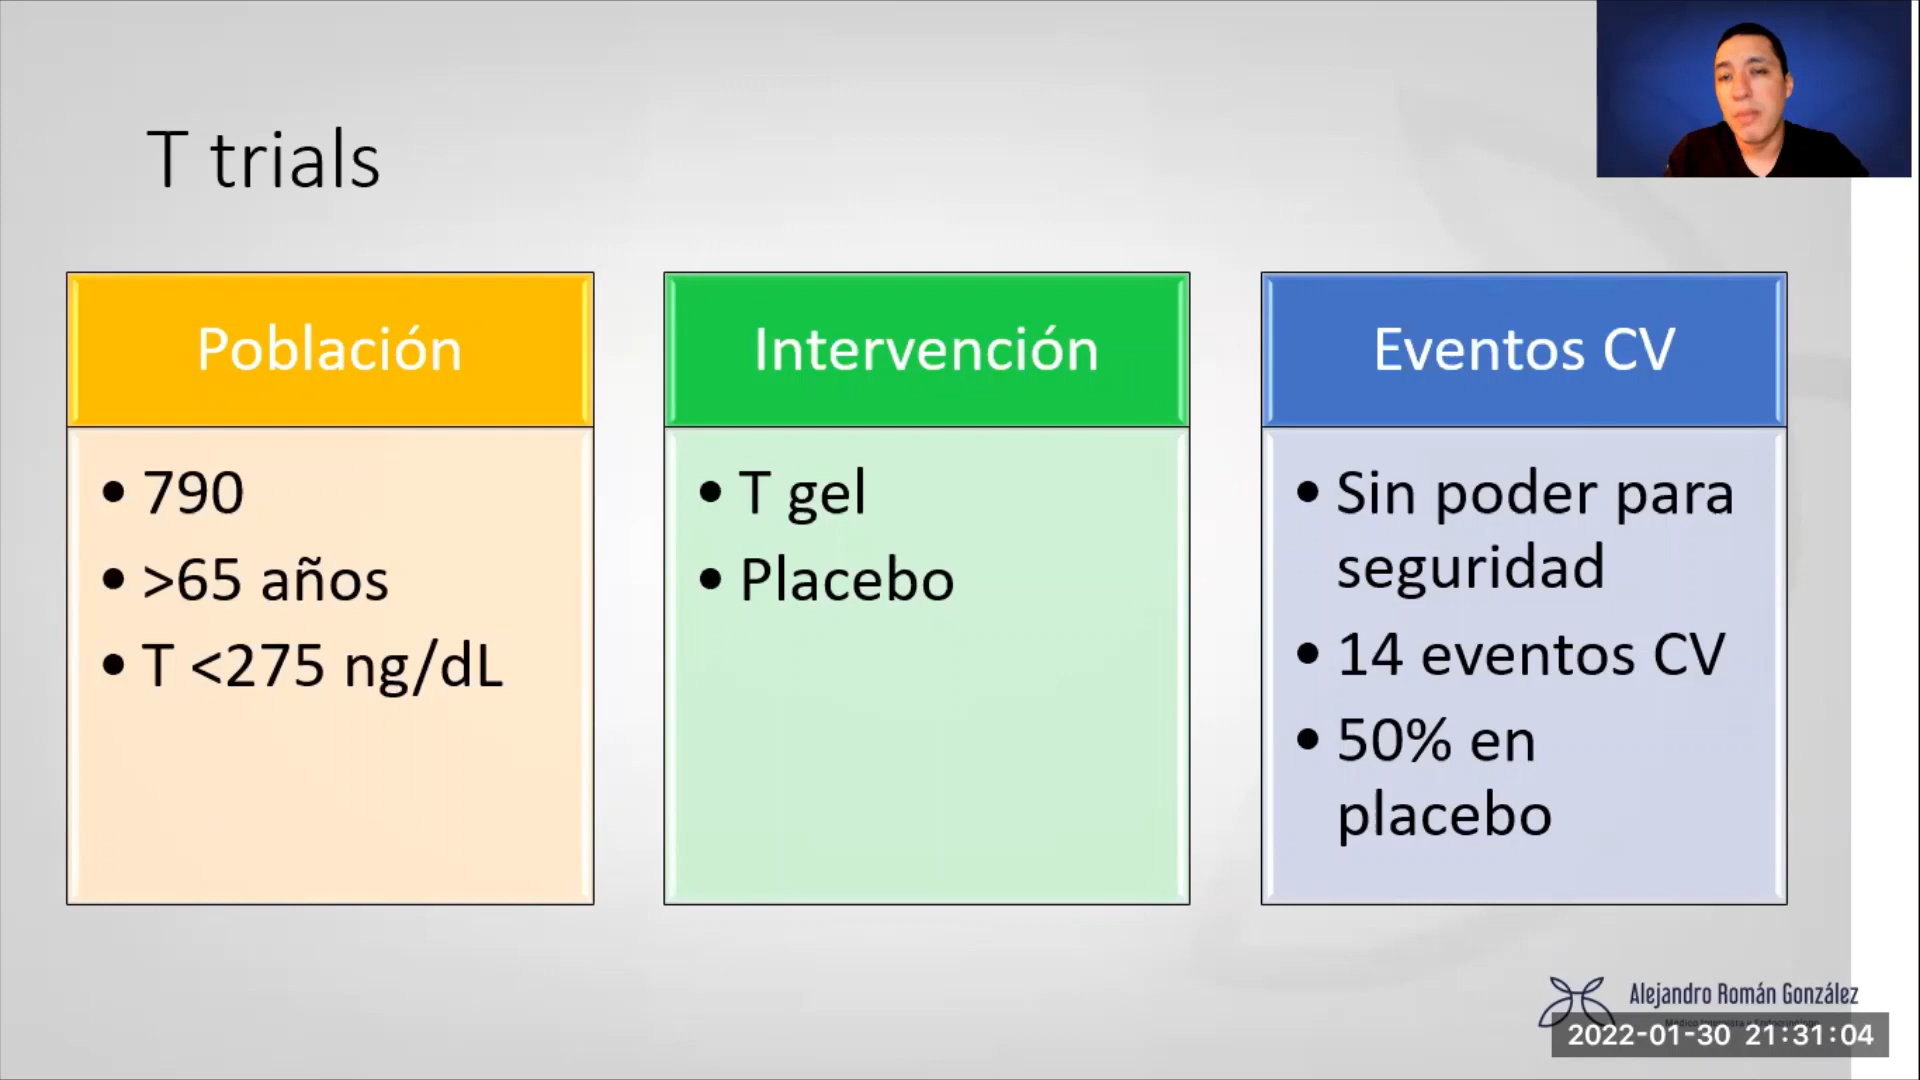 T trials
Población
• 790
• >65 años
• T <275 ng/dL
Intervención
• T gel
• Placebo
Eventos CV
• Sin poder para
seguridad
• 14 eventos CV
• 50% en
placebo
Alejandro Román González
2022-01-30 21:31:04